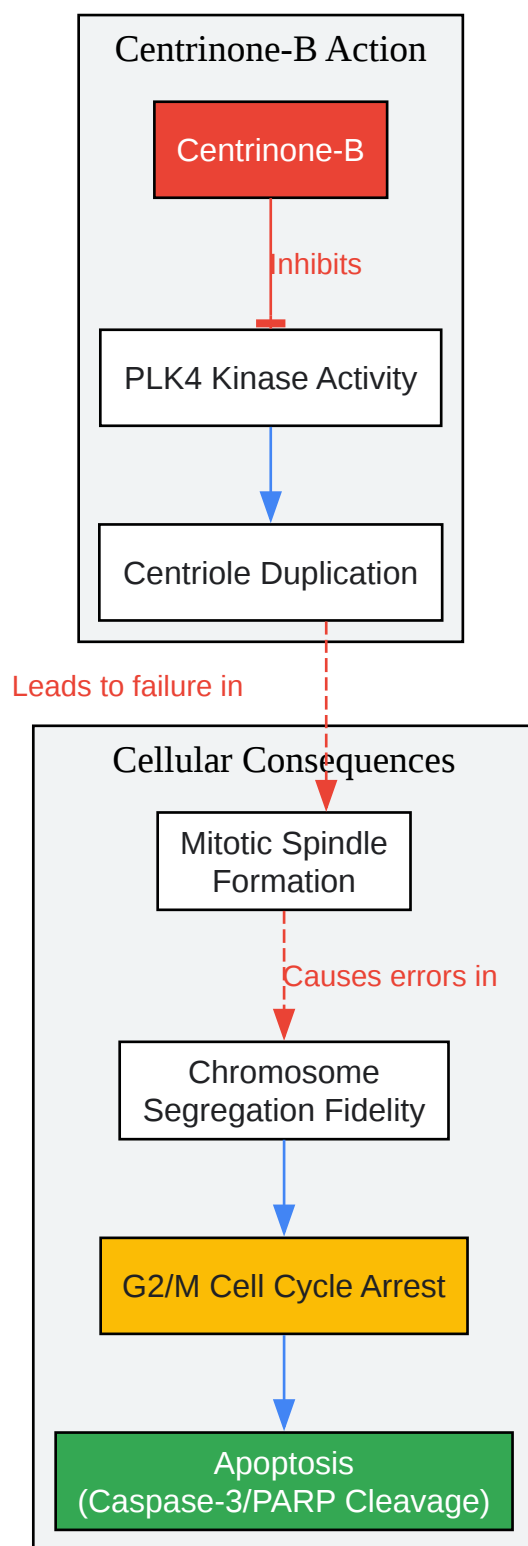 Centrinone-B Action
Centrinone-B
Inhibits
PLK4 Kinase Activity
Centriole Duplication
Leads to failure in
Cellular Consequences
Mitotic Spindle
Formation
Causes errors in
Chromosome
Segregation Fidelity
G2/M Cell Cycle Arrest
Apoptosis
(Caspase-3/PARP Cleavage)